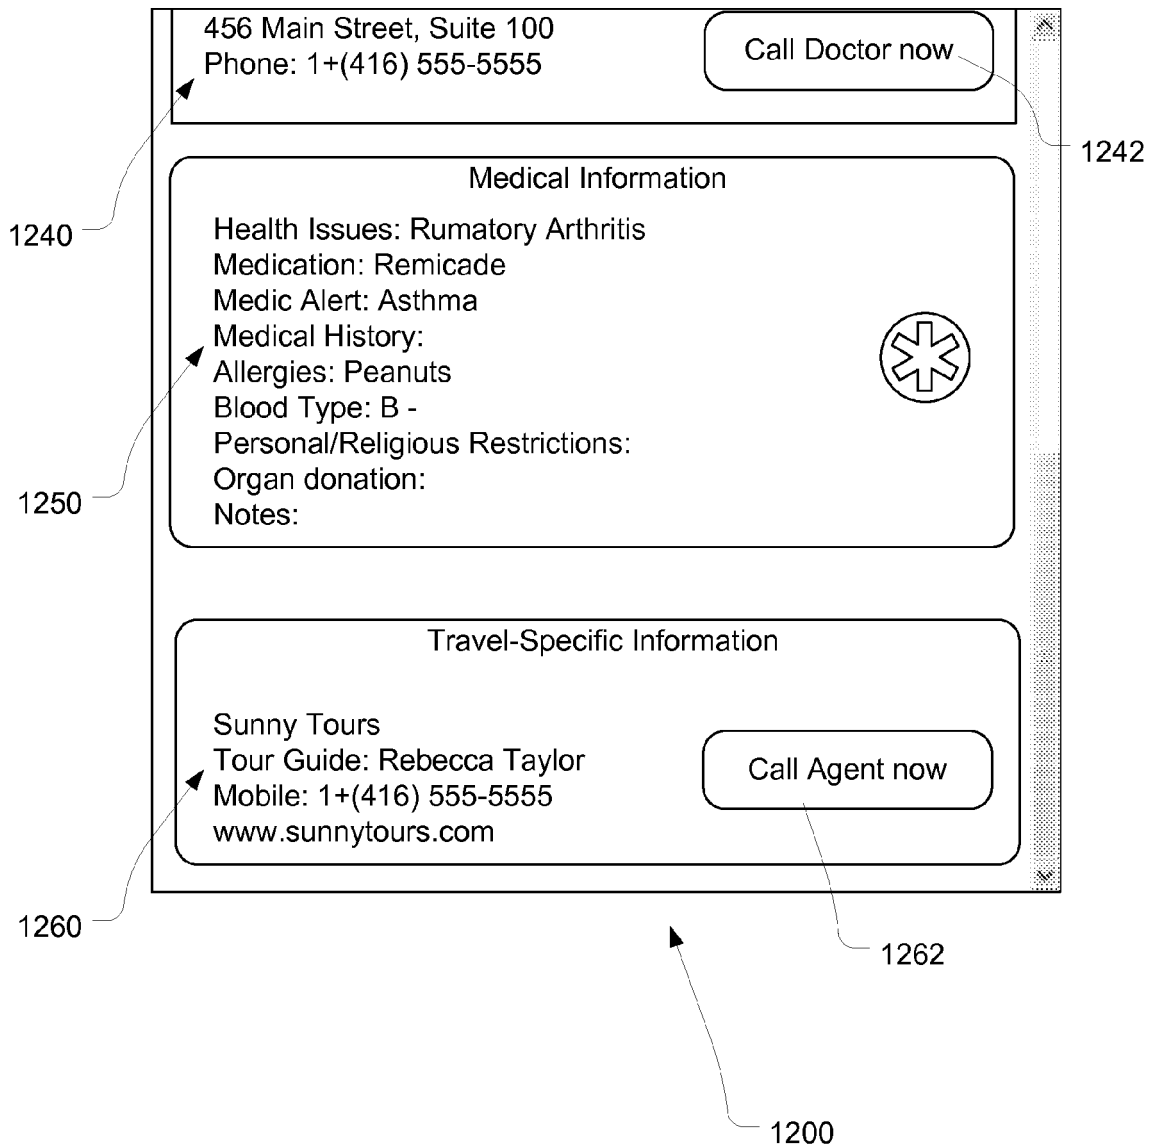 456 Main Street, Suite 100
Phone: 1+(416) 555-5555
Call Doctor now
1242
1240
Medical Information
Health Issues: Rumatory Arthritis
Medication: Remicade
Medic Alert: Asthma
Medical History:
Allergies: Peanuts
Blood Type: B -
Personal/Religious Restrictions:
Organ donation:
Notes:
1250
Travel-Specific Information
Sunny Tours
Tour Guide: Rebecca Taylor
Mobile: 1+(416) 555-5555
www.sunnytours.com
Call Agent now
1260
1262
1200